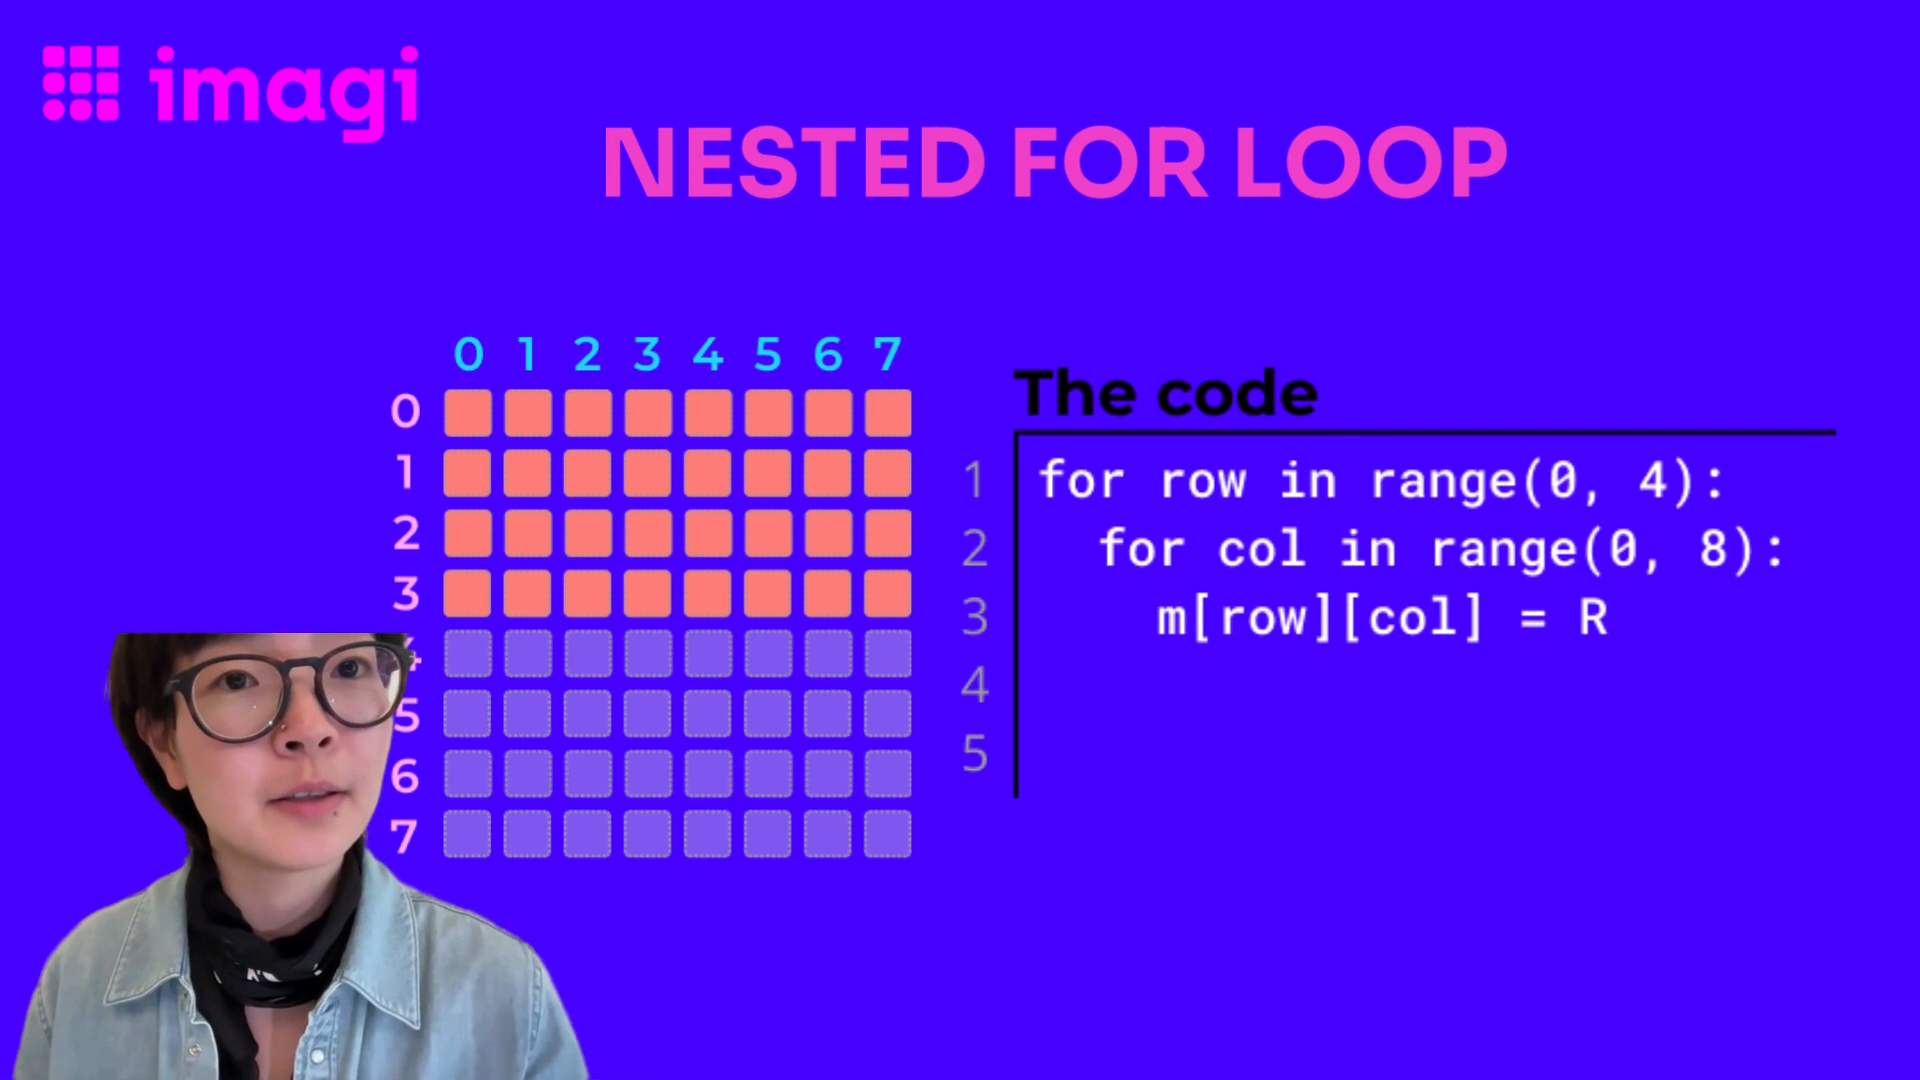 imagi
NESTED FOR LOOP
0 1 2 3 4 5 6 7
0
1
2
3
5
6
7
The code
1 for row in range(0, 4):
2 for col in range(0, 8):
3 m[row][col] = R
4
5